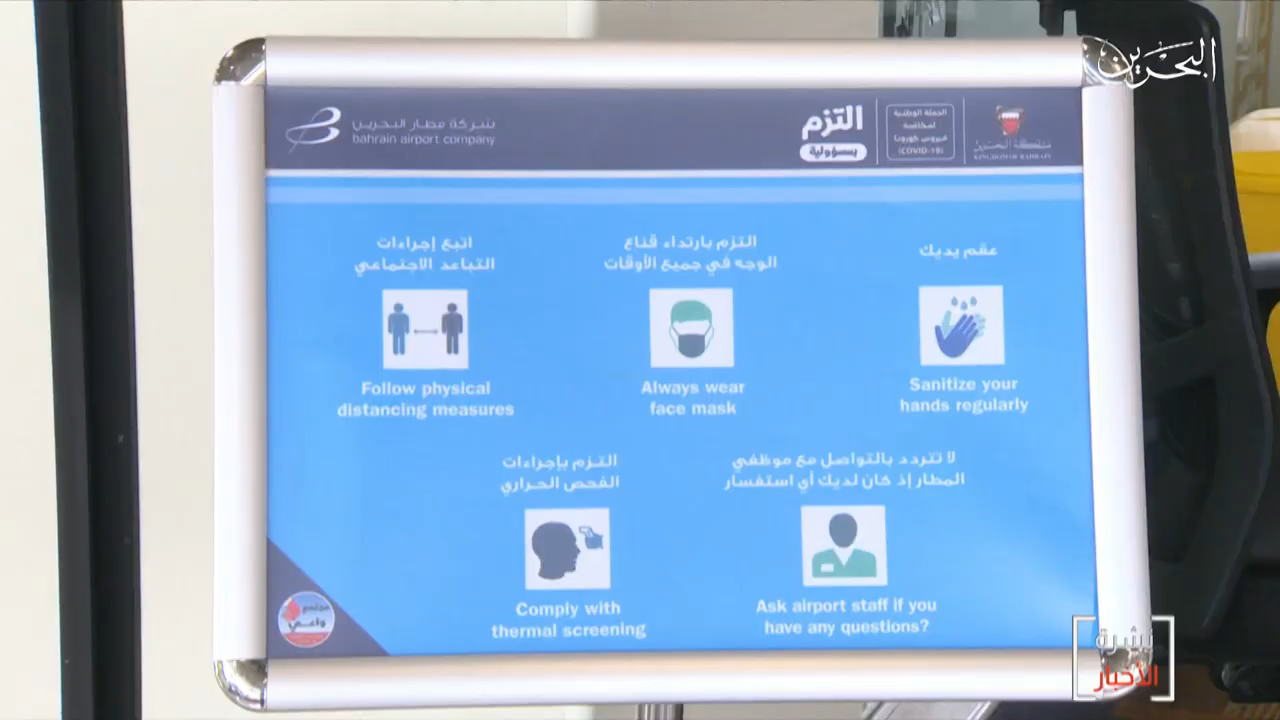 البحرين
شركة مطار البحرين
bahrain airport company
التزم
بمسؤولية
الحملة الوطنية
لمكافحة
فيروس كورونا
(COVID-19)
مملكة البحرين
KINGDOM OF BAHRAIN
عقم يديك
Sanitize your
hands regularly
التزم بارتداء قناع
الوجه في جميع الأوقات
Always wear
face mask
اتبع إجراءات
التباعد الاجتماعي
Follow physical
distancing measures
لا تتردد بالتواصل مع موظفي
المطار إذ كان لديك أي استفسار
Ask airport staff if you
have any questions?
التزم بإجراءات
الفحص الحراري
Comply with
thermal screening
مجتمع
واعي
نشرة
الأخبار